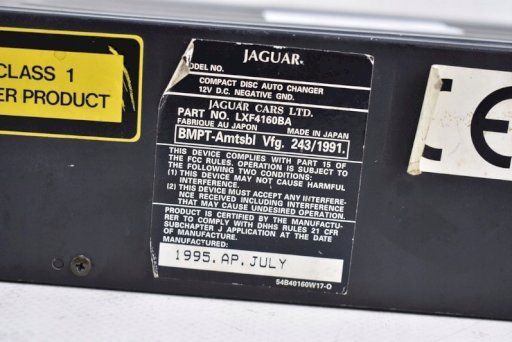 CLASS 1
ER PRODUCT
JAGUAR
ODEL NO.
COMPACT DISC AUTO CHANGER
12V D.C. NEGATIVE GND.
JAGUAR CARS LTD.
PART NO. LXF4160BA
FABRIQUE AU JAPON MADE IN JAPAN
BMPT-Amtsbl Vfg. 243/1991.
THIS DEVICE COMPLIES WITH PART 15 OF
THE FCC RULES. OPERATION IS SUBJECT TO
THE FOLLOWING TWO CONDITIONS:
(1) THIS DEVICE MAY NOT CAUSE HARMFUL
INTERFERENCE.
(2) THIS DEVICE MUST ACCEPT ANY INTERFERE-
NCE RECEIVED INCLUDING INTERFERENCE
THAT MAY CAUSE UNDESIRED OPERATION.
PRODUCT IS CERTIFIED BY THE MANUFACTU-
RER TO COMPLY WITH DHHS RULES 21 CFR
SUBCHAPTER J APPLICATION AT THE DATE
OF MANUFACTURE.
1995.AP.JULY
54B40160W17-O
CE